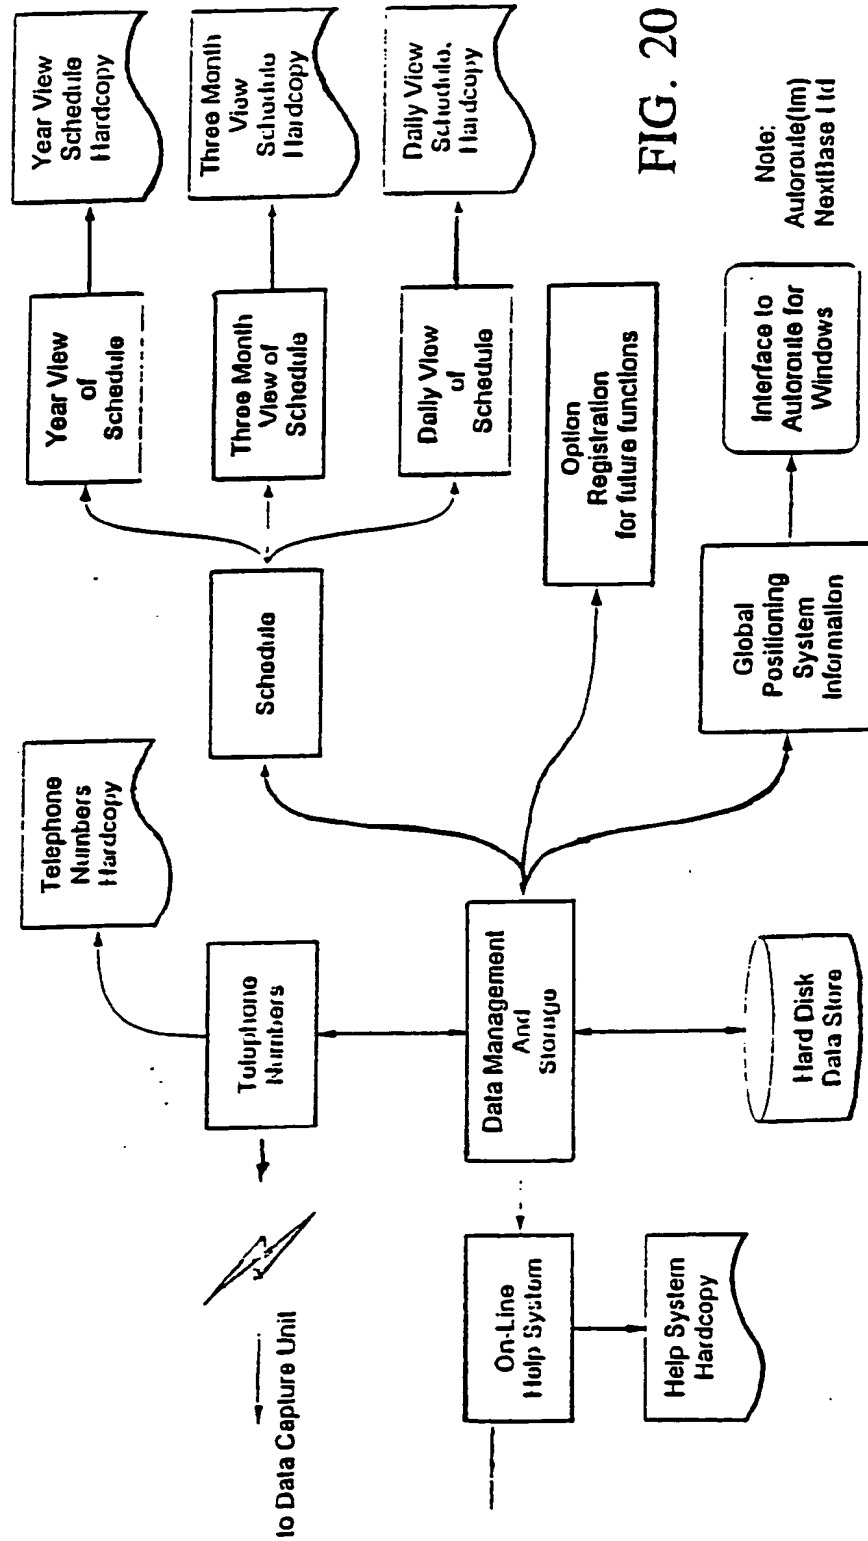 to Data Capture Unit
Telephone
Numbers
Hardcopy
Year View
of
Schedule
Year View
Schedule
Hardcopy
Tuluphone
Numbers
Schedule
Three Month
View of
Schedule
Three Month
View
Schedule
Hardcopy
Daily View
of
Schedule
Daily View
Schedule.
Hardcopy
On-Line
Help System
Data Management
And
Storage
Option
Registration
for future functions
Help System
Hardcopy
Hard Disk
Data Store
Global
Positioning
System
Information
Interface to
Autoroute for
Windows
Note:
Autoroute(tm)
NextBase Ltd
FIG. 20